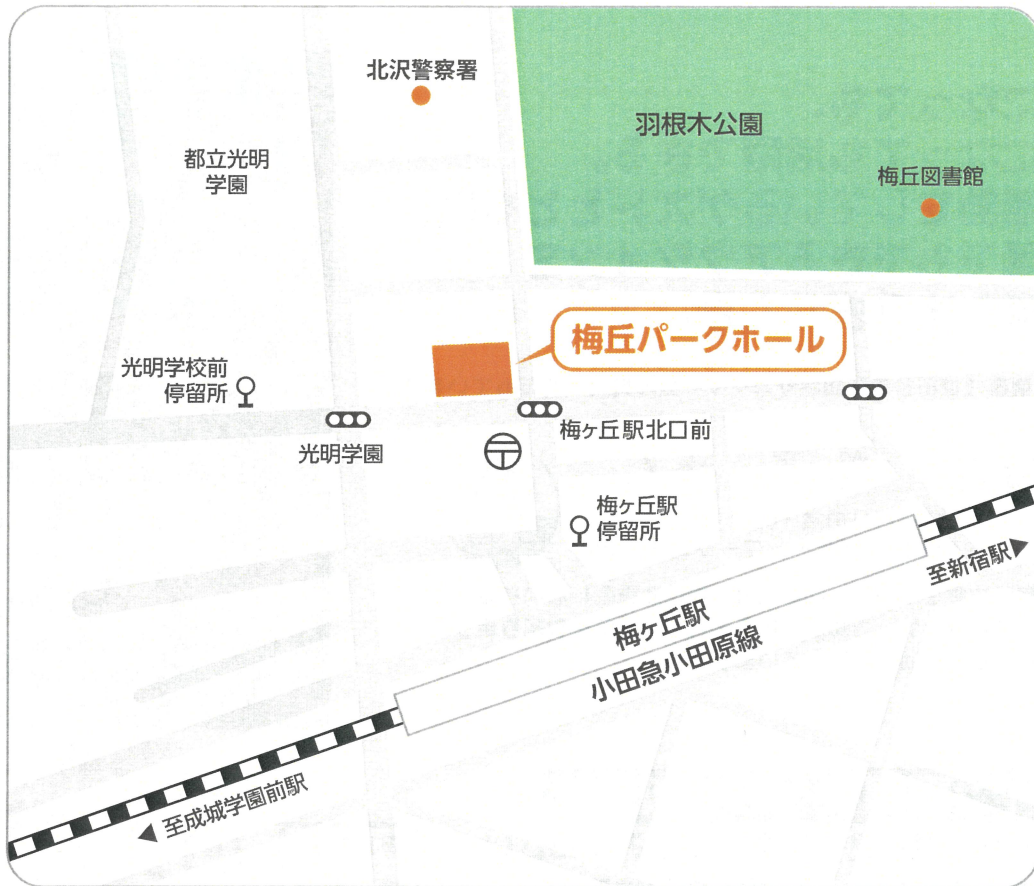 北沢警察署
羽根木公園
都立光明
学園
梅丘図書館
梅丘パークホール
光明学校前
停留所
光明学園
梅ヶ丘駅北口前
梅ヶ丘駅
停留所
至新宿駅▶
梅ヶ丘駅
小田急小田原線
◀至成城学園前駅